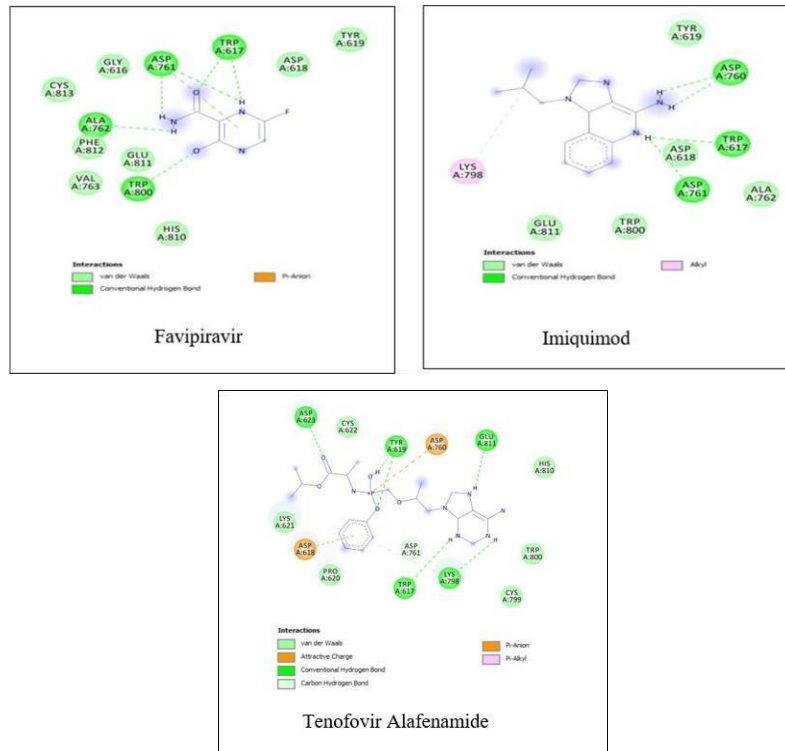 TRP
A:617
TYR
A:619
ASP
A:761
GLY
A:616
ASP
A:618
CYS
A:813
ALA
A:762
PHE
A:812
GLU
A:811
VAL
A:763
TRP
A:800
HIS
A:810
O
H
N
H
H
N
F
O
N
Interactions
van der Waals
Conventional Hydrogen Bond
Pi-Anion
Favipiravir
TYR
A:619
ASP
A:760
N
N
H
N
H
N
H
TRP
A:617
ASP
A:618
LYS
A:798
ASP
A:761
ALA
A:762
GLU
A:811
TRP
A:800
Interactions
van der Waals
Conventional Hydrogen Bond
Alkyl
Imiquimod
ASP
A:623
CYS
A:622
TYR
A:619
ASP
A:760
GLU
A:811
HIS
A:810
O
OH
H
O
N
O
O
N
N
H
N
N
H
N
H
LYS
A:621
ASP
A:618
ASP
A:761
TRP
A:800
PRO
A:620
TRP
A:617
LYS
A:798
CYS
A:799
Interactions
van der Waals
Attractive Charge
Conventional Hydrogen Bond
Carbon Hydrogen Bond
Pi-Anion
Pi-Alkyl
Tenofovir Alafenamide